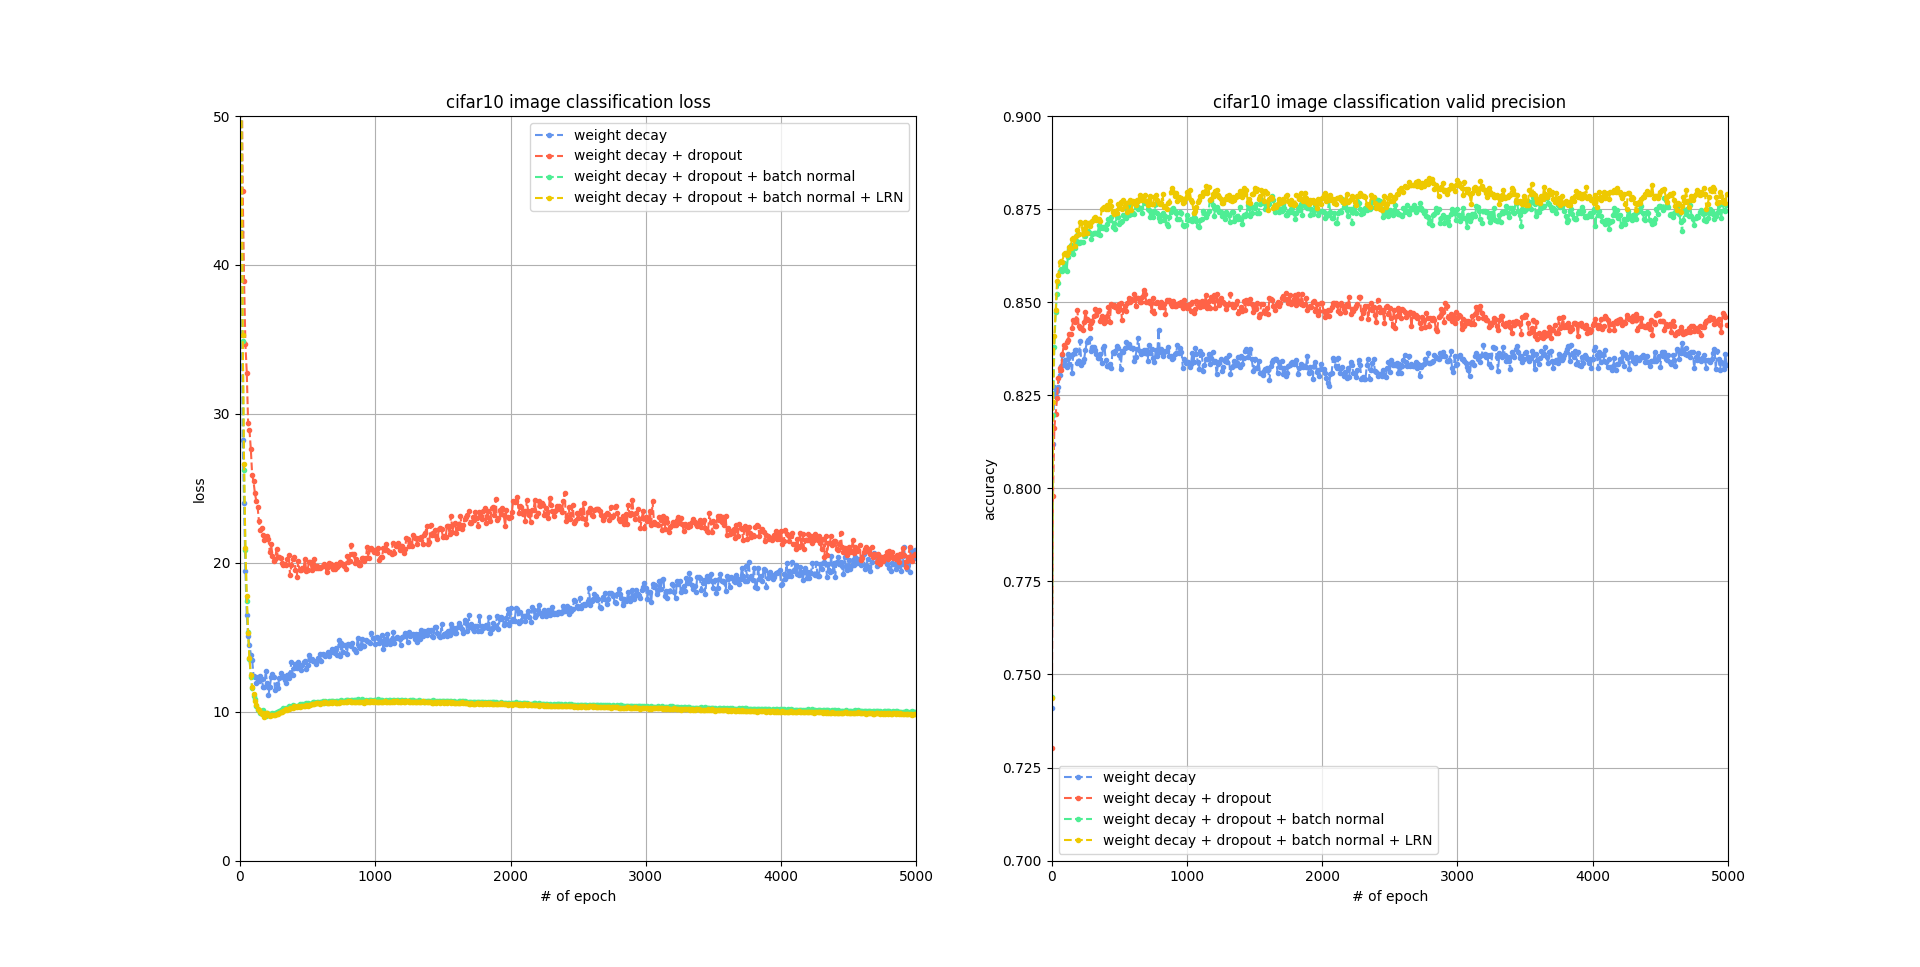 cifar10 image classification loss
50
40
30
20
10
0
loss
0 1000 2000 3000 4000 5000
# of epoch
weight decay
weight decay + dropout
weight decay + dropout + batch normal
weight decay + dropout + batch normal + LRN
cifar10 image classification valid precision
0.900
0.875
0.850
0.825
0.800
0.775
0.750
0.725
0.700
accuracy
0 1000 2000 3000 4000 5000
# of epoch
weight decay
weight decay + dropout
weight decay + dropout + batch normal
weight decay + dropout + batch normal + LRN